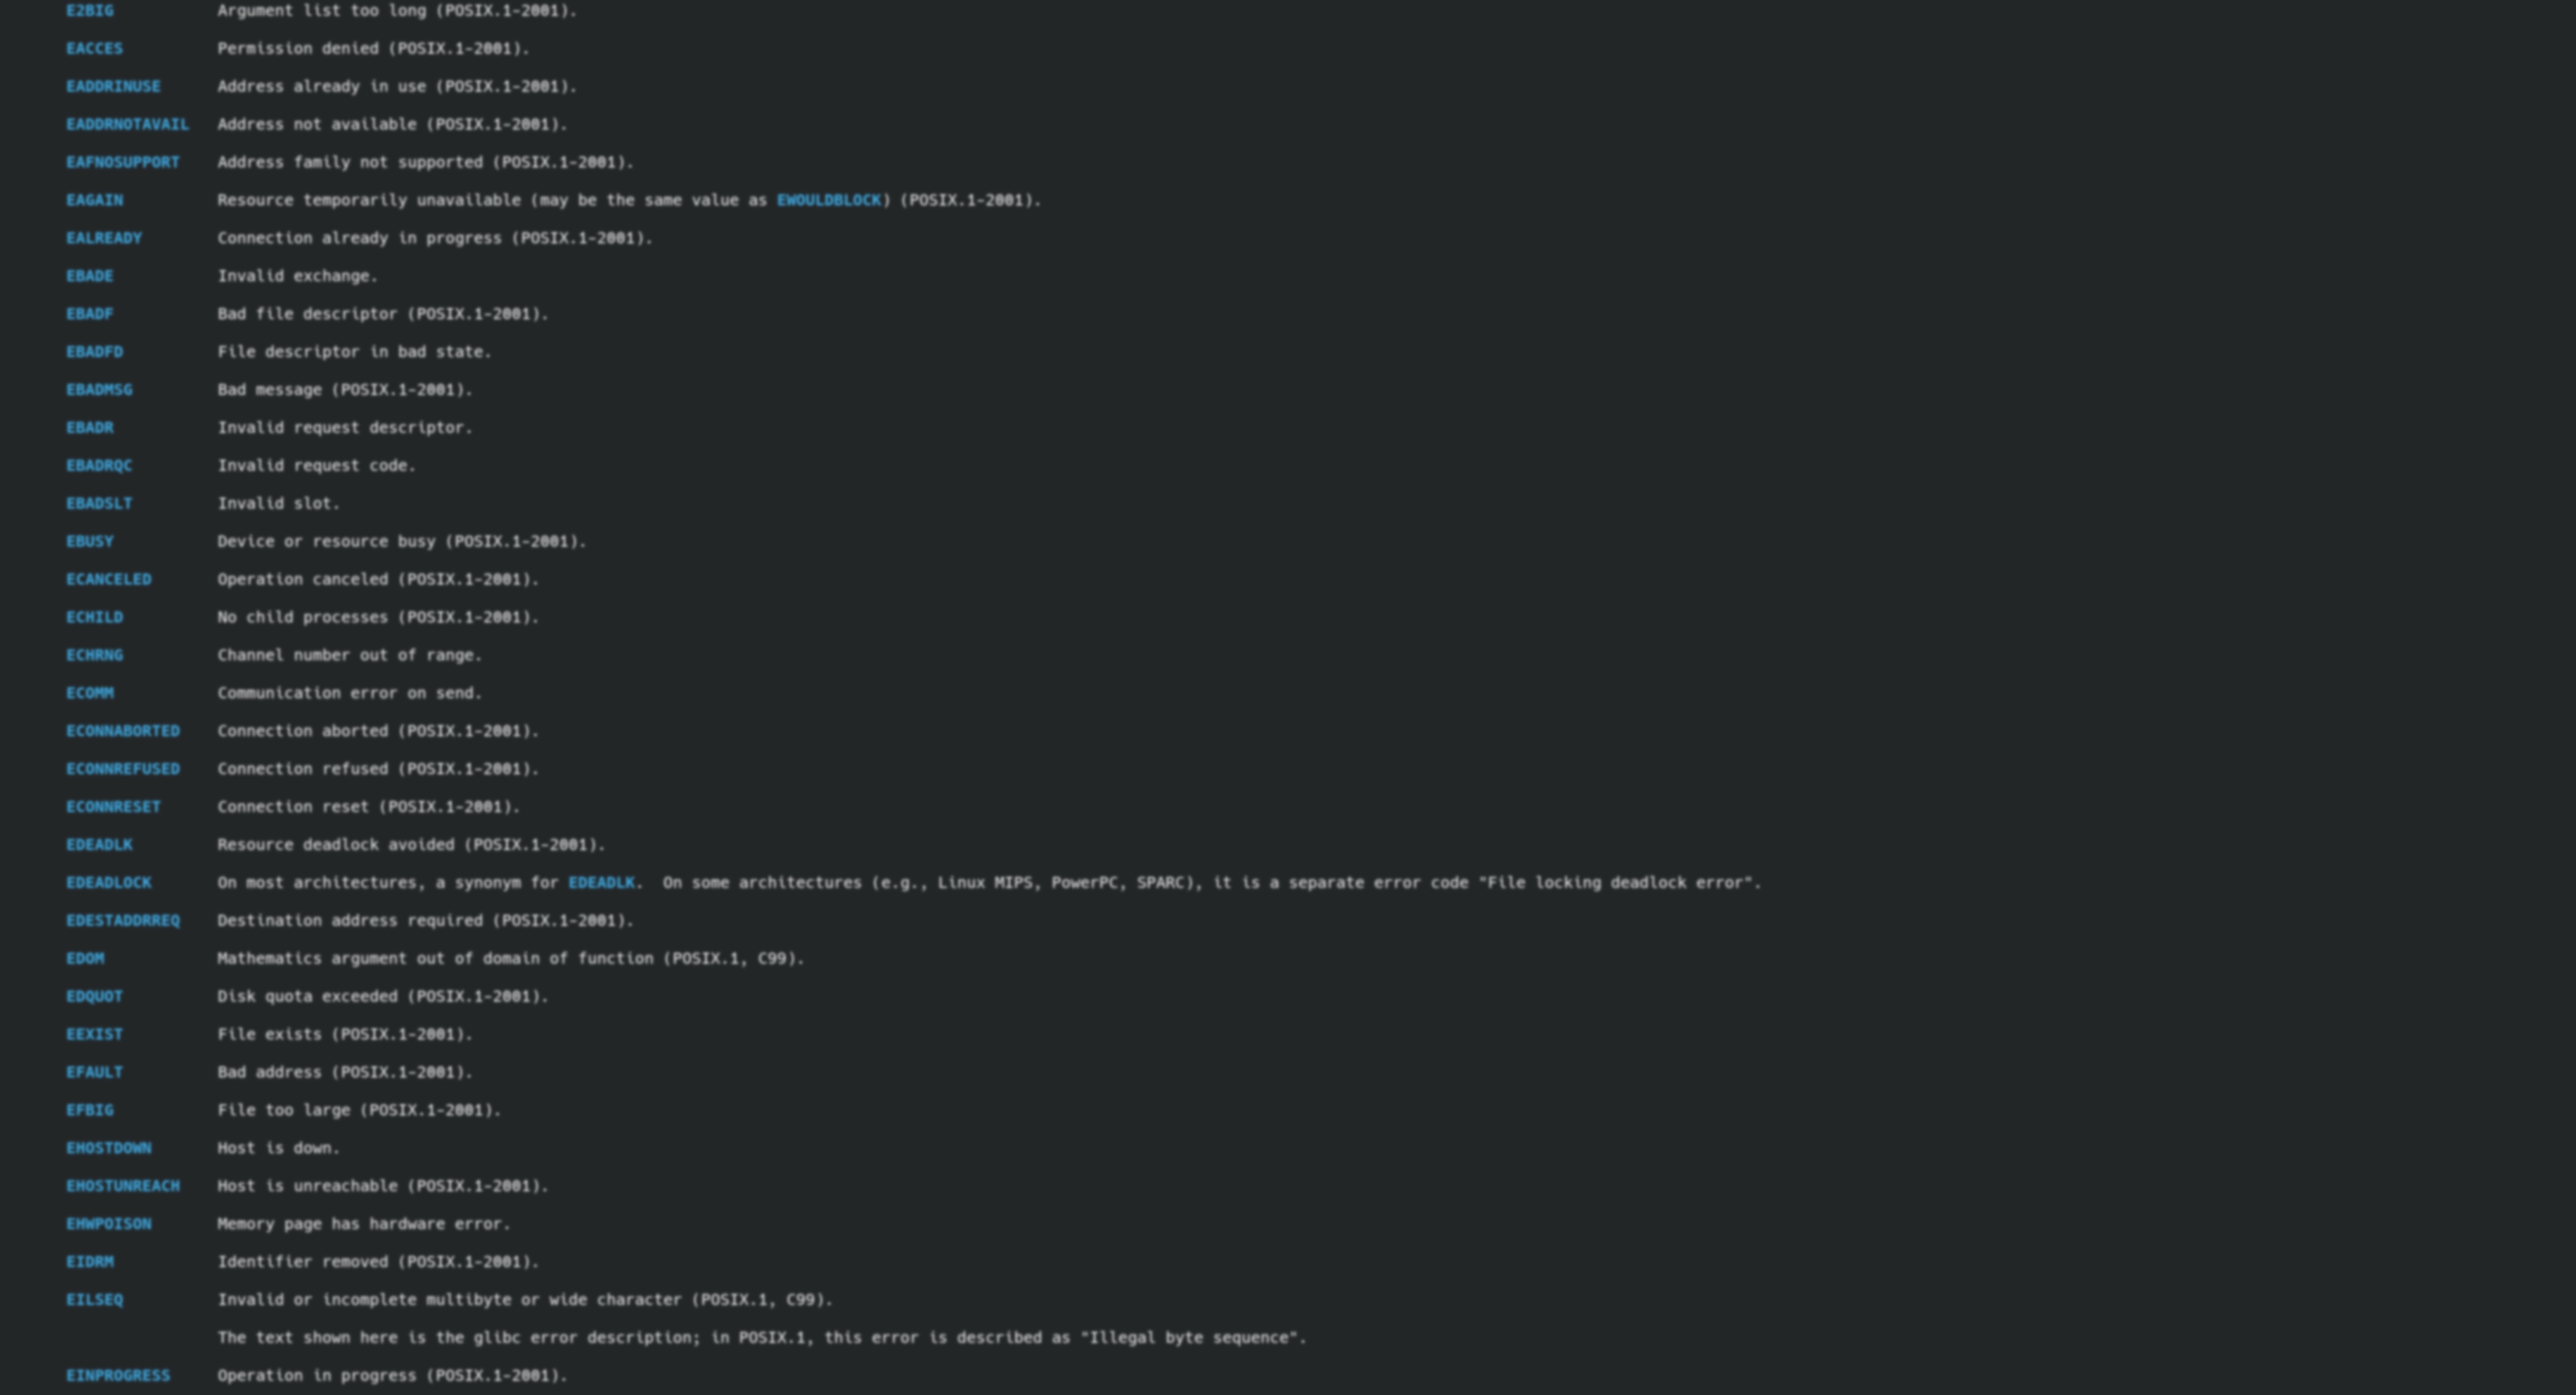 E2BIG Argument list too long (POSIX.1-2001).
EACCES Permission denied (POSIX.1-2001).
EADDRINUSE Address already in use (POSIX.1-2001).
EADDRNOTAVAIL Address not available (POSIX.1-2001).
EAFNOSUPPORT Address family not supported (POSIX.1-2001).
EAGAIN Resource temporarily unavailable (may be the same value as EWOULDBLOCK) (POSIX.1-2001).
EALREADY Connection already in progress (POSIX.1-2001).
EBADE Invalid exchange.
EBADF Bad file descriptor (POSIX.1-2001).
EBADFD File descriptor in bad state.
EBADMSG Bad message (POSIX.1-2001).
EBADR Invalid request descriptor.
EBADRQC Invalid request code.
EBADSLT Invalid slot.
EBUSY Device or resource busy (POSIX.1-2001).
ECANCELED Operation canceled (POSIX.1-2001).
ECHILD No child processes (POSIX.1-2001).
ECHRNG Channel number out of range.
ECOMM Communication error on send.
ECONNABORTED Connection aborted (POSIX.1-2001).
ECONNREFUSED Connection refused (POSIX.1-2001).
ECONNRESET Connection reset (POSIX.1-2001).
EDEADLK Resource deadlock avoided (POSIX.1-2001).
EDEADLOCK On most architectures, a synonym for EDEADLK.  On some architectures (e.g., Linux MIPS, PowerPC, SPARC), it is a separate error code "File locking deadlock error".
EDESTADDRREQ Destination address required (POSIX.1-2001).
EDOM Mathematics argument out of domain of function (POSIX.1, C99).
EDQUOT Disk quota exceeded (POSIX.1-2001).
EEXIST File exists (POSIX.1-2001).
EFAULT Bad address (POSIX.1-2001).
EFBIG File too large (POSIX.1-2001).
EHOSTDOWN Host is down.
EHOSTUNREACH Host is unreachable (POSIX.1-2001).
EHWPOISON Memory page has hardware error.
EIDRM Identifier removed (POSIX.1-2001).
EILSEQ Invalid or incomplete multibyte or wide character (POSIX.1, C99).
The text shown here is the glibc error description; in POSIX.1, this error is described as "Illegal byte sequence".
EINPROGRESS Operation in progress (POSIX.1-2001).